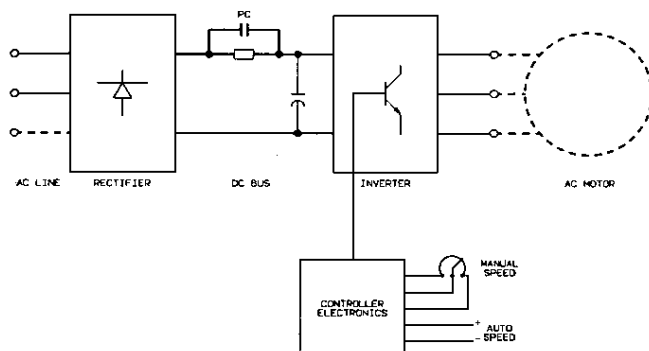 PC
AC LINE
RECTIFIER
DC BUS
INVERTER
AC MOTOR
MANUAL
SPEED
CONTROLLER
ELECTRONICS
+
AUTO
SPEED
-